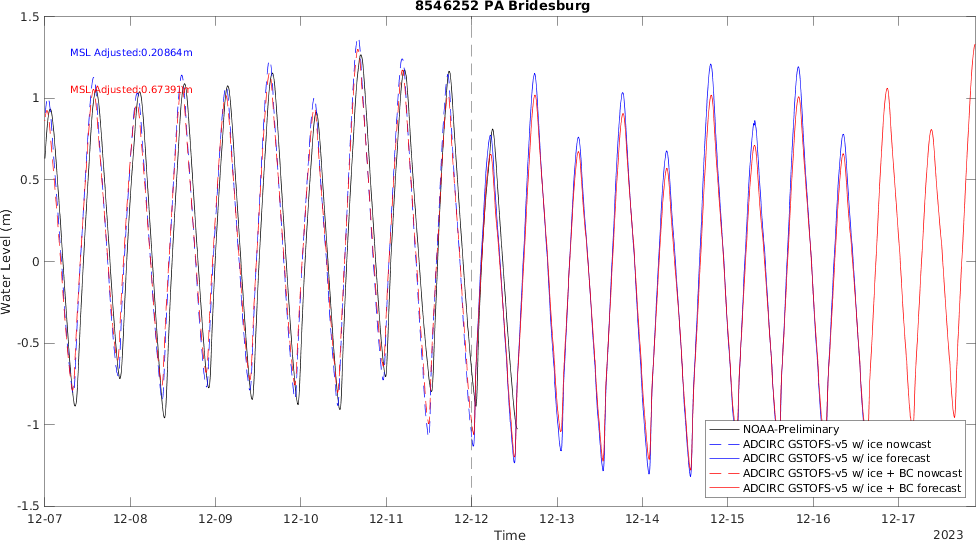 8546252 PA Bridesburg
1.5
1
0.5
0
-0.5
-1
-1.5
Water Level (m)
MSL Adjusted:0.20864m
MSL Adjusted:0.67391m
NOAA-Preliminary
ADCIRC GSTOFS-v5 w/ ice nowcast
ADCIRC GSTOFS-v5 w/ ice forecast
ADCIRC GSTOFS-v5 w/ ice + BC nowcast
ADCIRC GSTOFS-v5 w/ ice + BC forecast
12-07 12-08 12-09 12-10 12-11 12-12 12-13 12-14 12-15 12-16 12-17
Time
2023